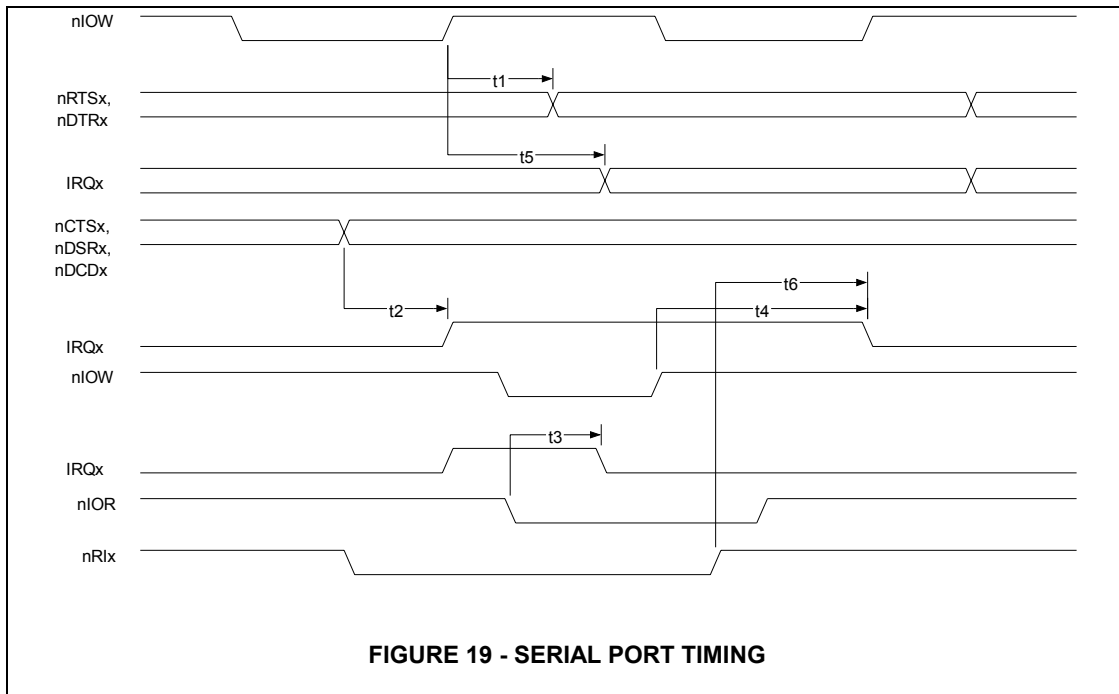 nIOW
t1
nRTSx,
nDTRx
t5
IRQx
nCTSx,
nDSRx,
nDCDx
t6
t2
t4
IRQx
nIOW
t3
IRQx
nIOR
nRIx
FIGURE 19 - SERIAL PORT TIMING